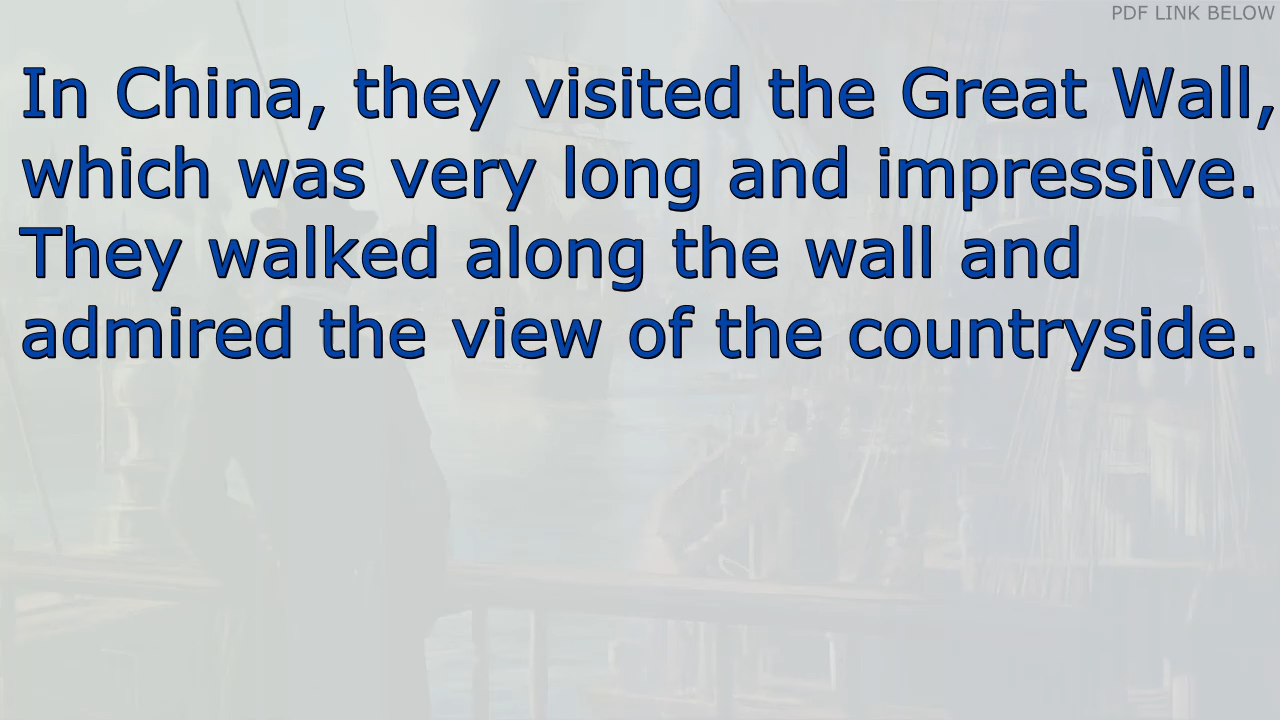 PDF LINK BELOW
In China, they visited the Great Wall,
which was very long and impressive.
They walked along the wall and
admired the view of the countryside.